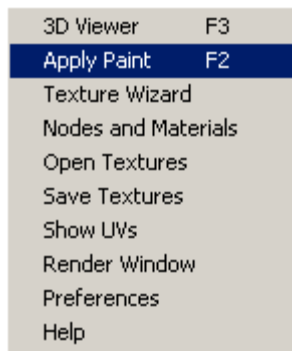 3D Viewer F3
Apply Paint F2
Texture Wizard
Nodes and Materials
Open Textures
Save Textures
Show UVs
Render Window
Preferences
Help